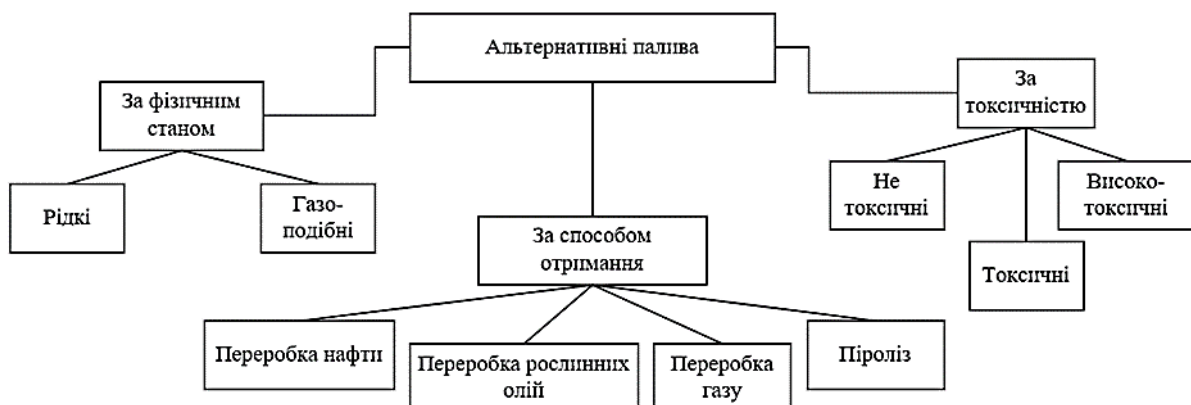 Альтернативні палива
За фізичним
станом
За
токсичністю
Рідкі
Газо-
подібні
Не
токсичні
Високо-
токсичні
Токсичні
За способом
отримання
Переробка нафти
Переробка рослинних
олій
Переробка
газу
Піроліз